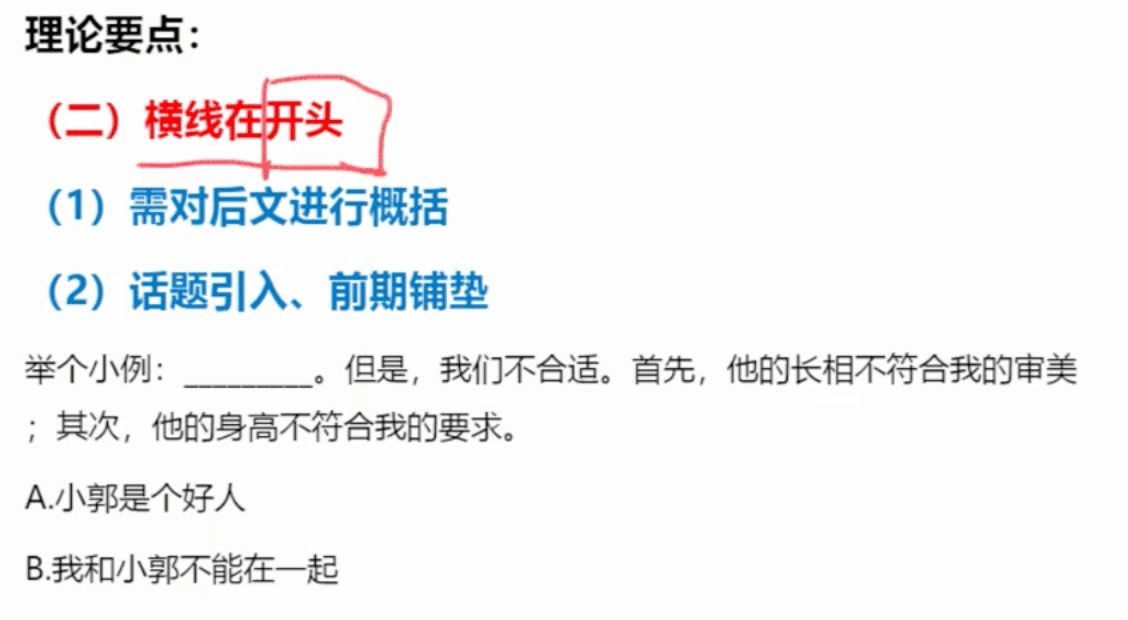 理论要点：
（二）横线在开头
（1）需对后文进行概括
（2）话题引入、前期铺垫
举个小例：_________。但是，我们不合适。首先，他的长相不符合我的审美
；其次，他的身高不符合我的要求。
A.小郭是个好人
B.我和小郭不能在一起